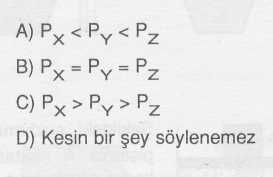 A) P_X < P_Y < P_Z
B) P_X = P_Y = P_Z
C) P_X > P_Y > P_Z
D) Kesin bir şey söylenemez